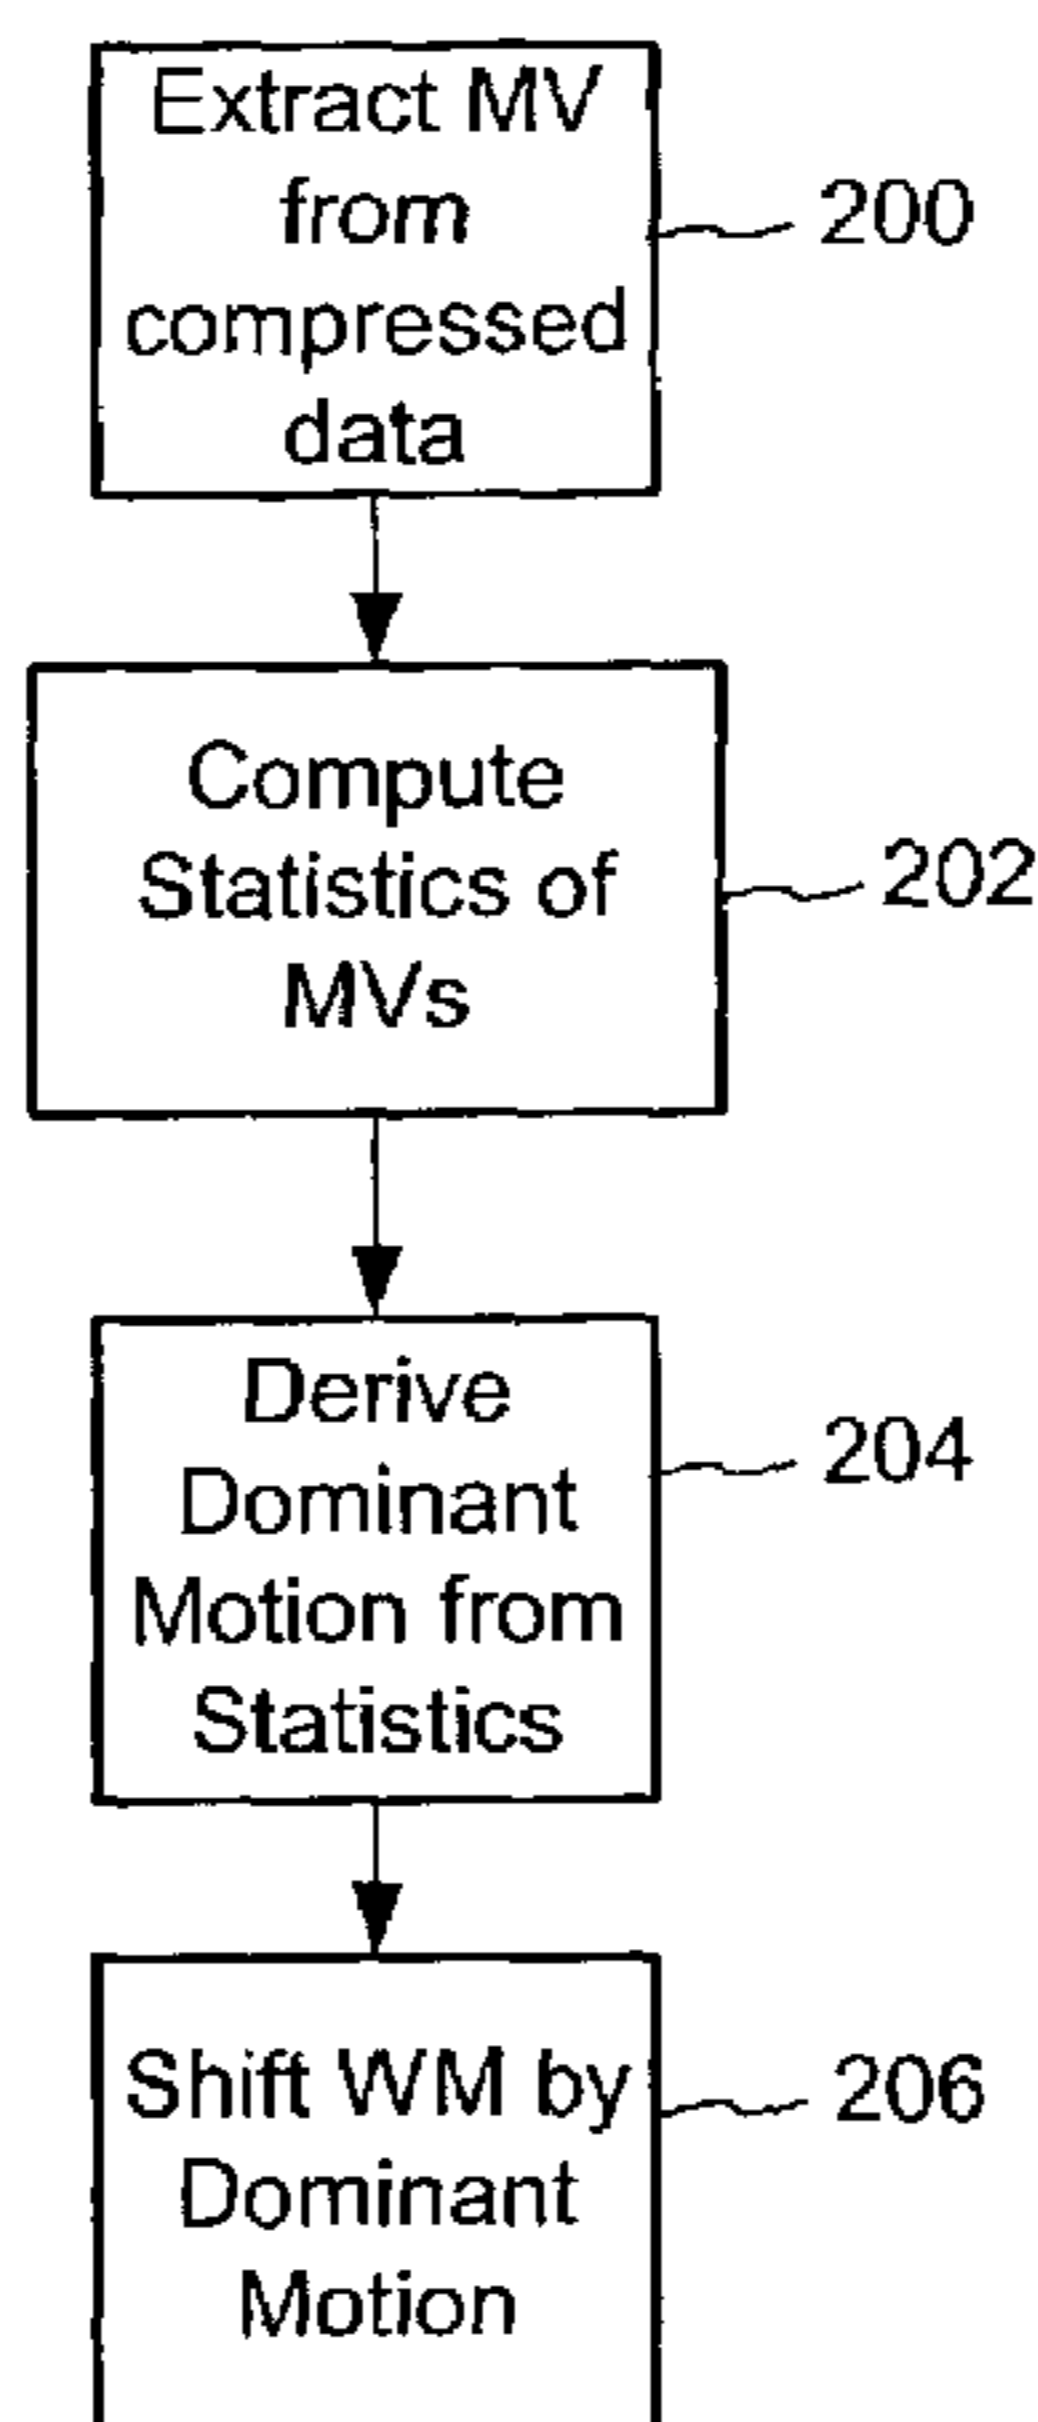 Extract MV
from
compressed
data
200
Compute
Statistics of
MVs
202
Derive
Dominant
Motion from
Statistics
204
Shift WM by
Dominant
Motion
206